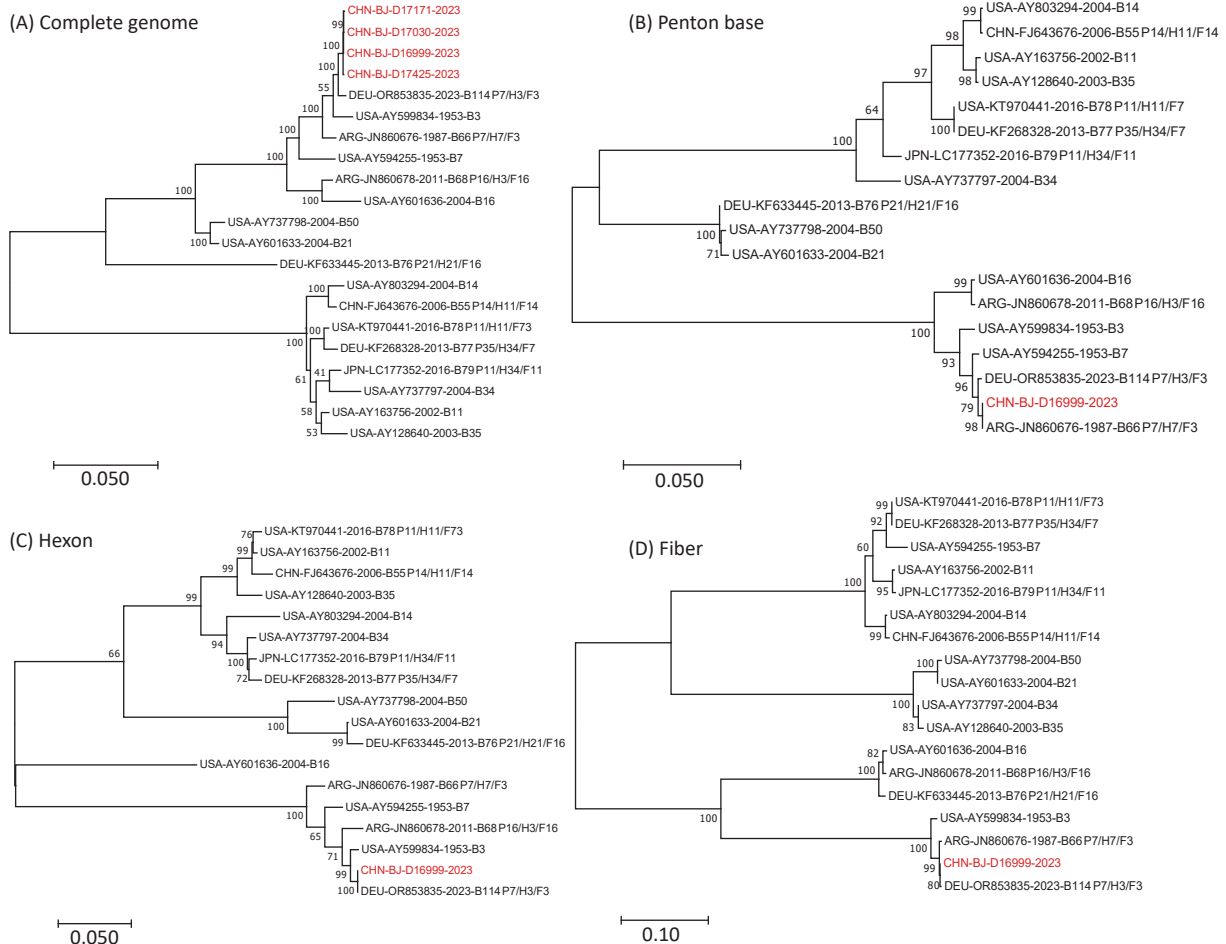 (A) Complete genome
CHN-BJ-D17171-2023
99
CHN-BJ-D17030-2023
100
CHN-BJ-D16999-2023
100
CHN-BJ-D17425-2023
55
DEU-OR853835-2023-B114 P7/H3/F3
100
USA-AY599834-1953-B3
100
ARG-JN860676-1987-B66 P7/H7/F3
100
USA-AY594255-1953-B7
100
ARG-JN860678-2011-B68 P16/H3/F16
100
USA-AY601636-2004-B16
USA-AY737798-2004-B50
100
USA-AY601633-2004-B21
DEU-KF633445-2013-B76 P21/H21/F16
USA-AY803294-2004-B14
100
CHN-FJ643676-2006-B55 P14/H11/F14
USA-KT970441-2016-B78 P11/H11/F73
100
100
DEU-KF268328-2013-B77 P35/H34/F7
JPN-LC177352-2016-B79 P11/H34/F11
41
61
USA-AY737797-2004-B34
USA-AY163756-2002-B11
58
USA-AY128640-2003-B35
53
0.050
(B) Penton base
USA-AY803294-2004-B14
99
CHN-FJ643676-2006-B55 P14/H11/F14
98
USA-AY163756-2002-B11
98
USA-AY128640-2003-B35
97
USA-KT970441-2016-B78 P11/H11/F7
100
DEU-KF268328-2013-B77 P35/H34/F7
64
JPN-LC177352-2016-B79 P11/H34/F11
100
USA-AY737797-2004-B34
DEU-KF633445-2013-B76 P21/H21/F16
USA-AY737798-2004-B50
100
71
USA-AY601633-2004-B21
USA-AY601636-2004-B16
99
ARG-JN860678-2011-B68 P16/H3/F16
100
USA-AY599834-1953-B3
93
USA-AY594255-1953-B7
96
DEU-OR853835-2023-B114 P7/H3/F3
79
CHN-BJ-D16999-2023
98
ARG-JN860676-1987-B66 P7/H7/F3
0.050
(C) Hexon
USA-KT970441-2016-B78 P11/H11/F73
76
USA-AY163756-2002-B11
99
CHN-FJ643676-2006-B55 P14/H11/F14
99
USA-AY128640-2003-B35
99
USA-AY803294-2004-B14
94
USA-AY737797-2004-B34
100
JPN-LC177352-2016-B79 P11/H34/F11
72
DEU-KF268328-2013-B77 P35/H34/F7
66
USA-AY737798-2004-B50
100
USA-AY601633-2004-B21
99
DEU-KF633445-2013-B76 P21/H21/F16
USA-AY601636-2004-B16
ARG-JN860676-1987-B66 P7/H7/F3
100
USA-AY594255-1953-B7
65
ARG-JN860678-2011-B68 P16/H3/F16
71
USA-AY599834-1953-B3
99
CHN-BJ-D16999-2023
100
DEU-OR853835-2023-B114 P7/H3/F3
0.050
(D) Fiber
USA-KT970441-2016-B78 P11/H11/F73
99
DEU-KF268328-2013-B77 P35/H34/F7
92
USA-AY594255-1953-B7
60
USA-AY163756-2002-B11
95
JPN-LC177352-2016-B79 P11/H34/F11
100
USA-AY803294-2004-B14
99
CHN-FJ643676-2006-B55 P14/H11/F14
USA-AY737798-2004-B50
100
USA-AY601633-2004-B21
100
USA-AY737797-2004-B34
83
USA-AY128640-2003-B35
USA-AY601636-2004-B16
82
100
ARG-JN860678-2011-B68 P16/H3/F16
DEU-KF633445-2013-B76 P21/H21/F16
100
USA-AY599834-1953-B3
100
ARG-JN860676-1987-B66 P7/H7/F3
99
CHN-BJ-D16999-2023
80
DEU-OR853835-2023-B114 P7/H3/F3
0.10